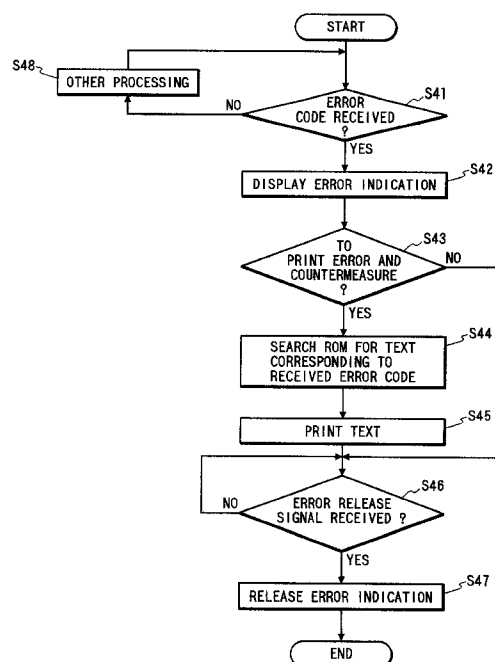 START
S48
OTHER PROCESSING
S41
ERROR
CODE RECEIVED
?
NO
YES
S42
DISPLAY ERROR INDICATION
S43
TO
PRINT ERROR AND
COUNTERMEASURE
?
NO
YES
S44
SEARCH ROM FOR TEXT
CORRESPONDING TO
RECEIVED ERROR CODE
S45
PRINT TEXT
S46
ERROR RELEASE
SIGNAL RECEIVED ?
NO
YES
S47
RELEASE ERROR INDICATION
END